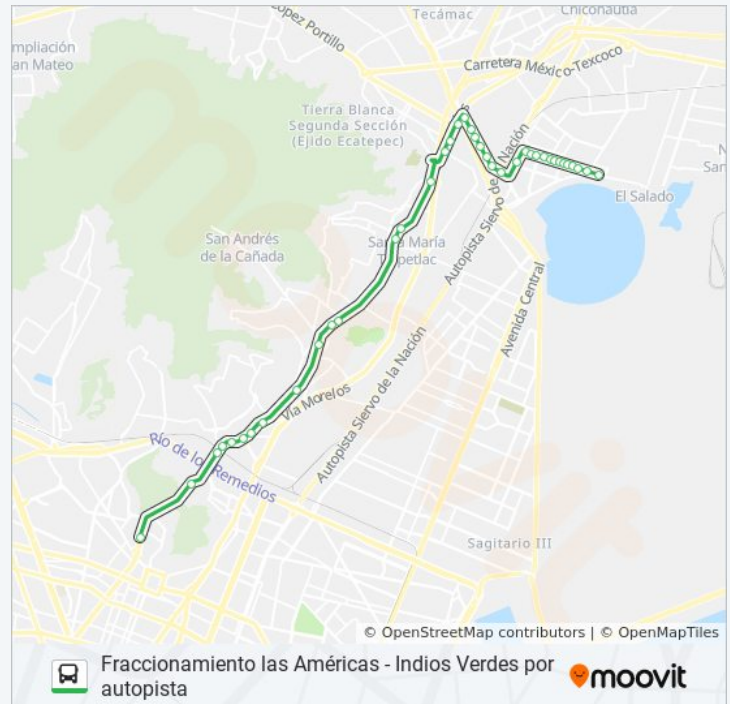 Tecámac
Chiconautla
López Portillo
mpliación
an Mateo
Carretera México-Texcoco
Tierra Blanca
Segunda Sección
(Ejido Ecatepec)
N
San
El Salado
San Andrés
de la Cañada
Santa María
Tulpetlac
Autopista Siervo de la Nación
Avenida Central
Vía Morelos
Autopista Siervo de la Nación
Río de los Remedios
Sagitario III
© OpenStreetMap contributors | © OpenMapTiles
Fraccionamiento las Américas - Indios Verdes por
autopista
moovit